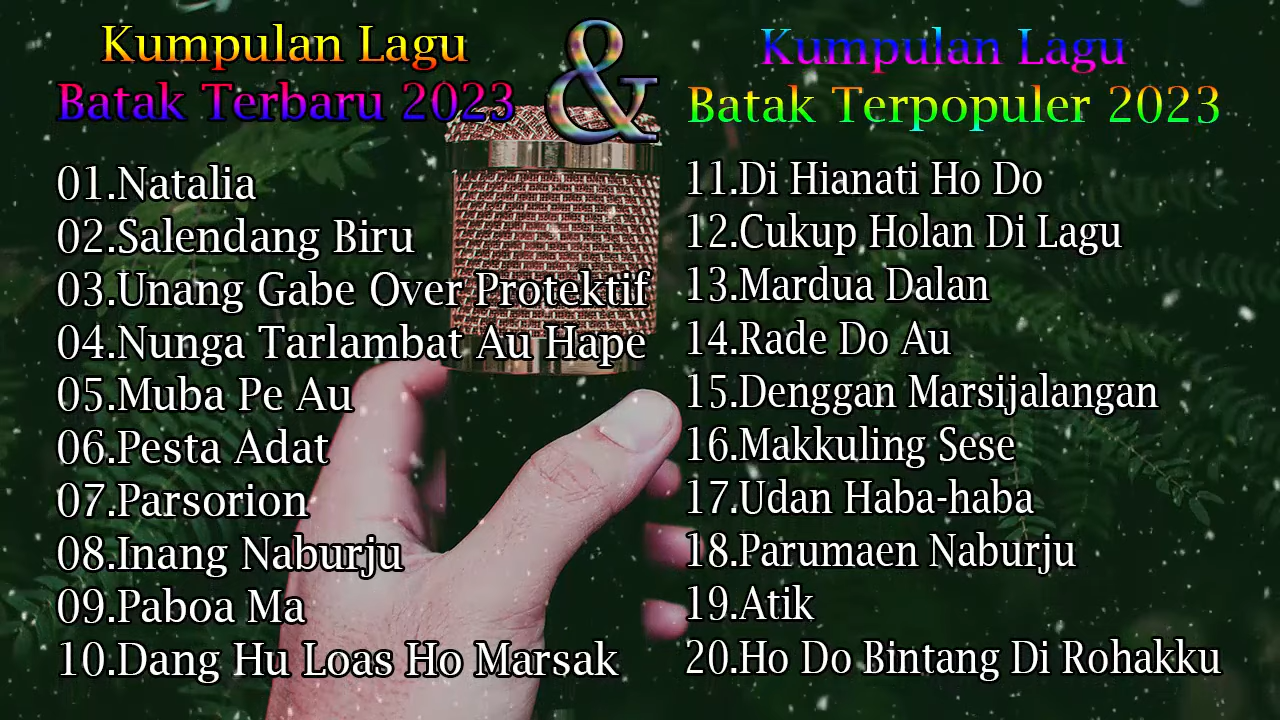 Kumpulan Lagu
Batak Terbaru 2023
&
Kumpulan Lagu
Batak Terpopuler 2023
01.Natalia
02.Salendang Biru
03.Unang Gabe Over Protektif
04.Nunga Tarlambat Au Hape
05.Muba Pe Au
06.Pesta Adat
07.Parsorion
08.Inang Naburju
09.Paboa Ma
10.Dang Hu Loas Ho Marsak
11.Di Hianati Ho Do
12.Cukup Holan Di Lagu
13.Mardua Dalan
14.Rade Do Au
15.Denggan Marsijalangan
16.Makkuling Sese
17.Udan Haba-haba
18.Parumaen Naburju
19.Atik
20.Ho Do Bintang Di Rohakku